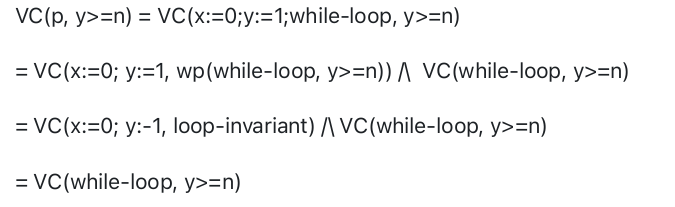 VC(p, y>=n) = VC(x:=0;y:=1;while-loop, y>=n)
= VC(x:=0; y:=1, wp(while-loop, y>=n)) /\ VC(while-loop, y>=n)
= VC(x:=0; y:-1, loop-invariant) /\ VC(while-loop, y>=n)
= VC(while-loop, y>=n)